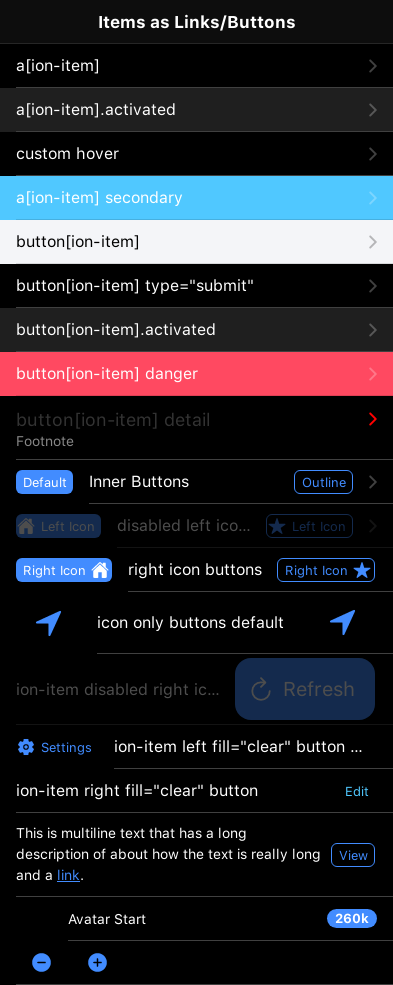 Items as Links/Buttons
a[ion-item]
a[ion-item].activated
custom hover
a[ion-item] secondary
button[ion-item]
button[ion-item] type="submit"
button[ion-item].activated
button[ion-item] danger
button[ion-item] detail
Footnote
Default Inner Buttons Outline
Left Icon disabled left ico... Left Icon
Right Icon right icon buttons Right Icon
icon only buttons default
ion-item disabled right ic... Refresh
Settings ion-item left fill="clear" button ...
ion-item right fill="clear" button Edit
This is multiline text that has a long
description of about how the text is really long
and a link.
View
Avatar Start 260k